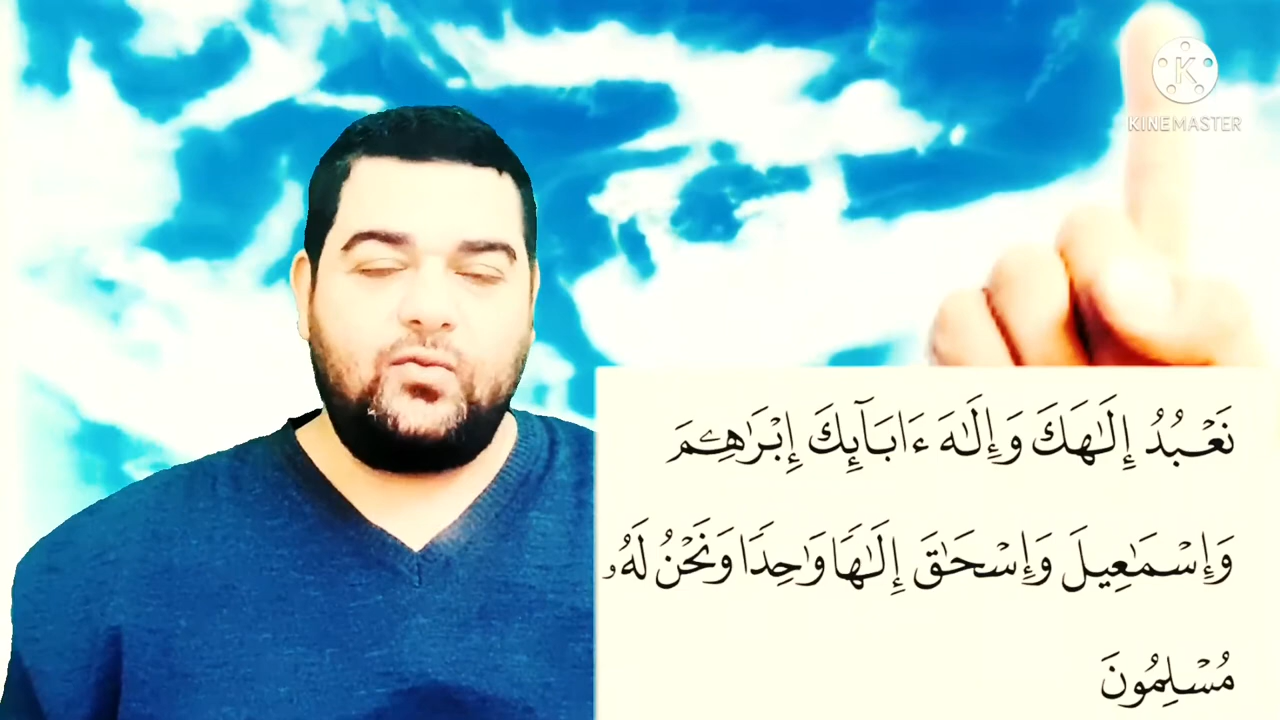 KINEMASTER
نَعْبُدُ إِلَٰهَكَ وَإِلَٰهَ ءَابَآئِكَ إِبْرَٰهِـۧمَ
وَإِسْمَٰعِيلَ وَإِسْحَٰقَ إِلَٰهًا وَٰحِدًا وَنَحْنُ لَهُۥ
مُسْلِمُونَ